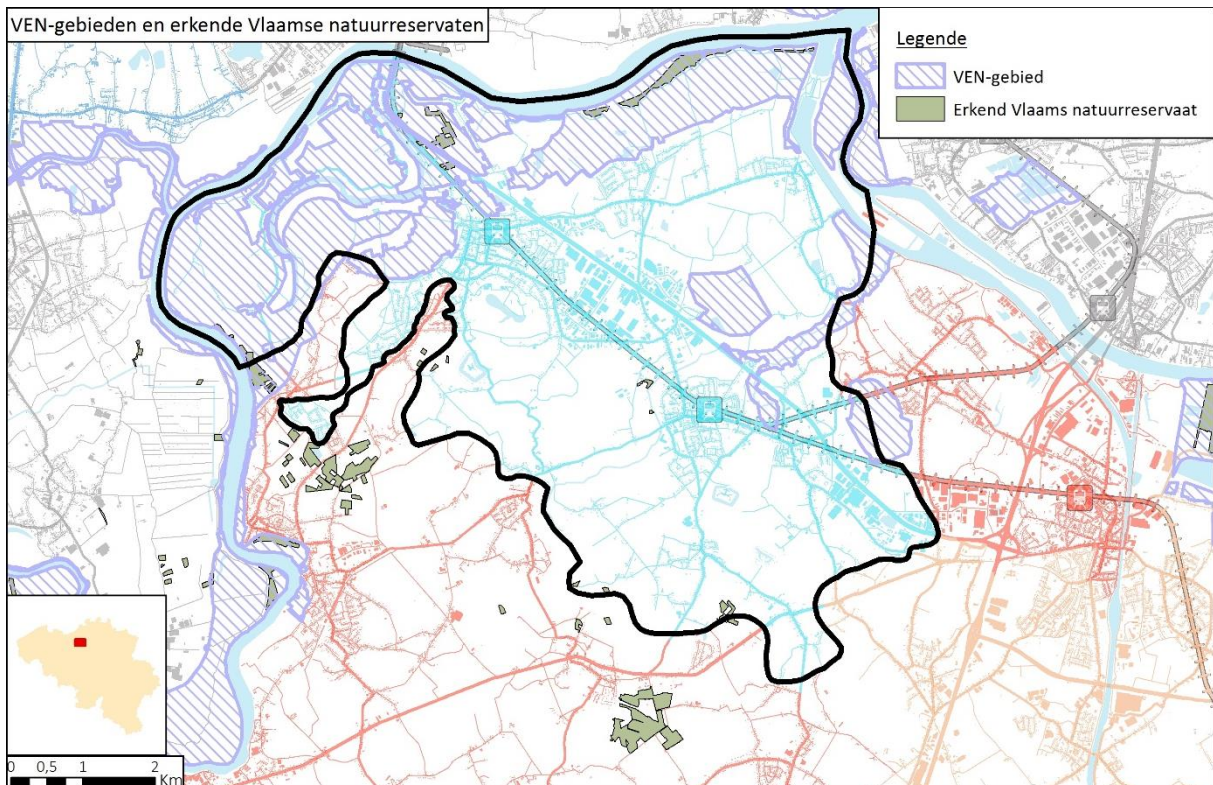 VEN-gebieden en erkende Vlaamse natuurreservaten
Legende
VEN-gebied
Erkend Vlaams natuurreservaat
0 0,5 1 2
Km